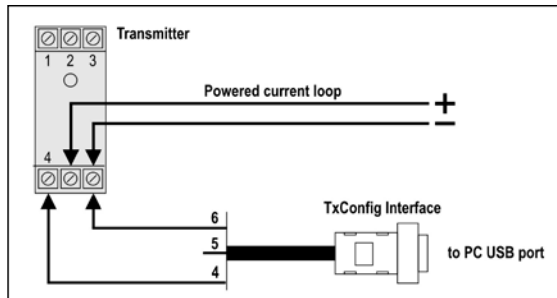 Transmitter
1 2 3
Powered current loop
+
−
4
TxConfig Interface
6
5
to PC USB port
4